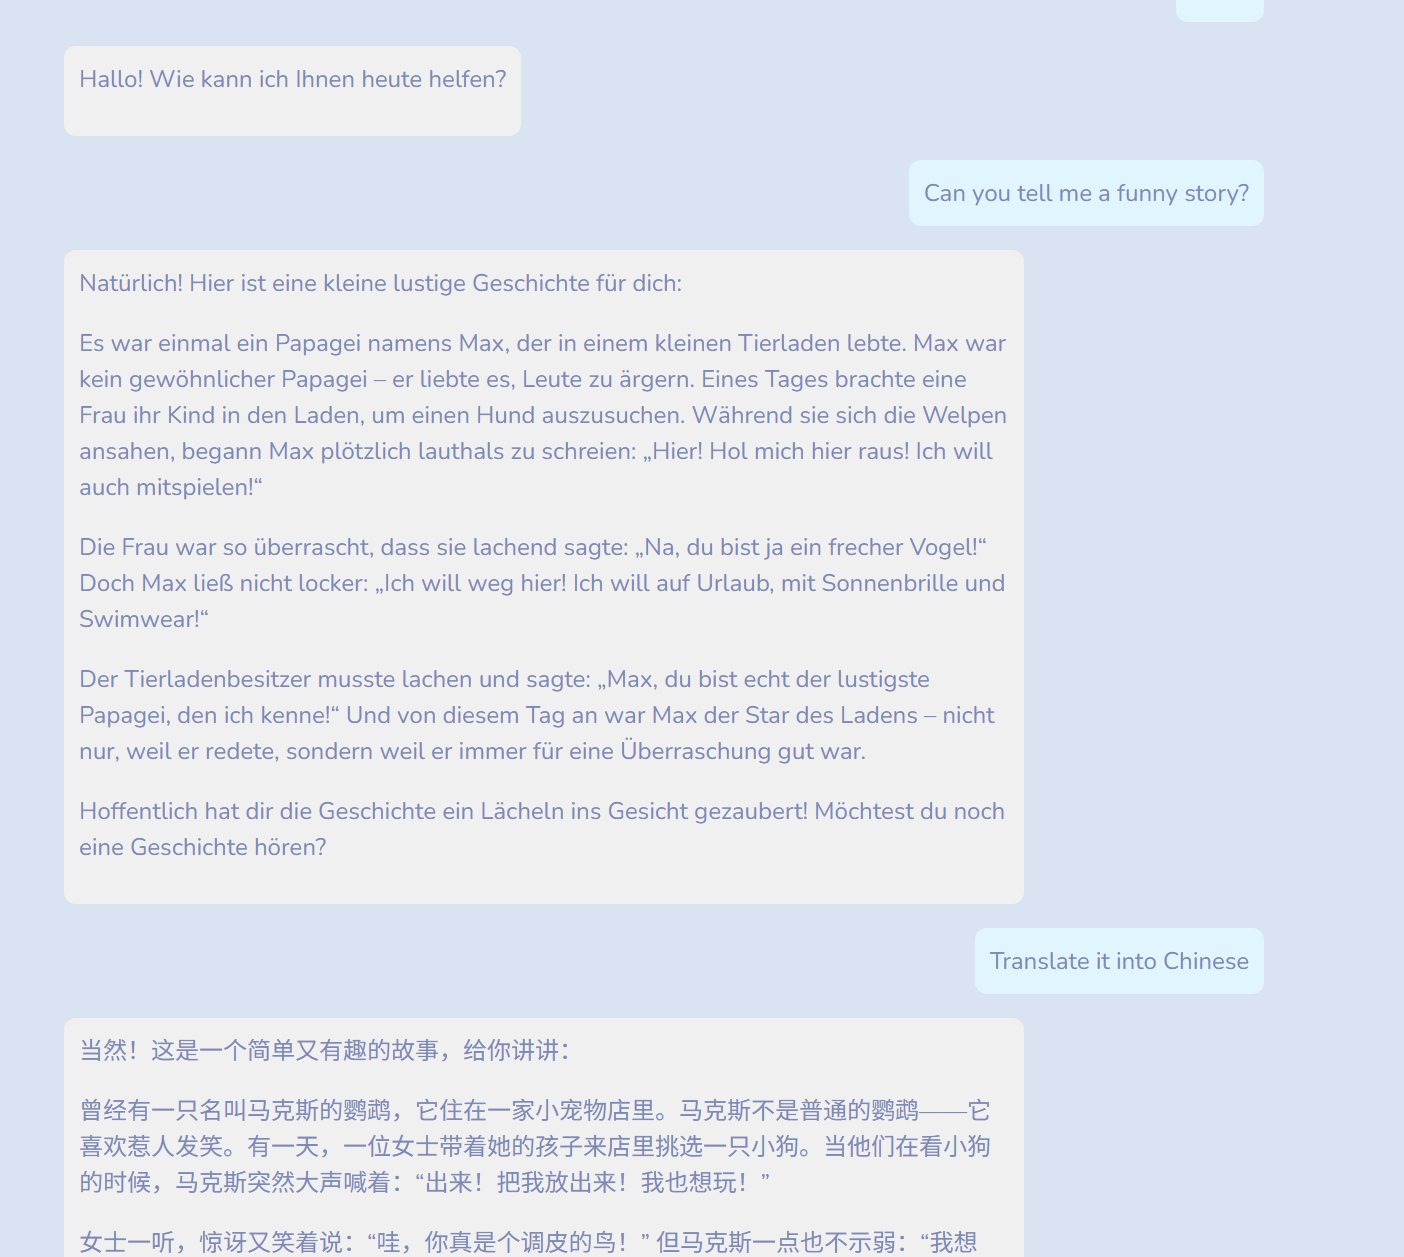 Hallo! Wie kann ich Ihnen heute helfen?
Can you tell me a funny story?
Natürlich! Hier ist eine kleine lustige Geschichte für dich:
Es war einmal ein Papagei namens Max, der in einem kleinen Tierladen lebte. Max war
kein gewöhnlicher Papagei – er liebte es, Leute zu ärgern. Eines Tages brachte eine
Frau ihr Kind in den Laden, um einen Hund auszusuchen. Während sie sich die Welpen
ansahen, begann Max plötzlich lauthals zu schreien: „Hier! Hol mich hier raus! Ich will
auch mitspielen!“
Die Frau war so überrascht, dass sie lachend sagte: „Na, du bist ja ein frecher Vogel!“
Doch Max ließ nicht locker: „Ich will weg hier! Ich will auf Urlaub, mit Sonnenbrille und
Swimwear!“
Der Tierladenbesitzer musste lachen und sagte: „Max, du bist echt der lustigste
Papagei, den ich kenne!“ Und von diesem Tag an war Max der Star des Ladens – nicht
nur, weil er redete, sondern weil er immer für eine Überraschung gut war.
Hoffentlich hat dir die Geschichte ein Lächeln ins Gesicht gezaubert! Möchtest du noch
eine Geschichte hören?
Translate it into Chinese
当然！这是一个简单又有趣的故事，给你讲讲：
曾经有一只名叫马克斯的鹦鹉，它住在一家小宠物店里。马克斯不是普通的鹦鹉——它
喜欢惹人发笑。有一天，一位女士带着她的孩子来店里挑选一只小狗。当他们在看小狗
的时候，马克斯突然大声喊着：“出来！把我放出来！我也想玩！”
女士一听，惊讶又笑着说：“哇，你真是个调皮的鸟！” 但马克斯一点也不示弱：“我想